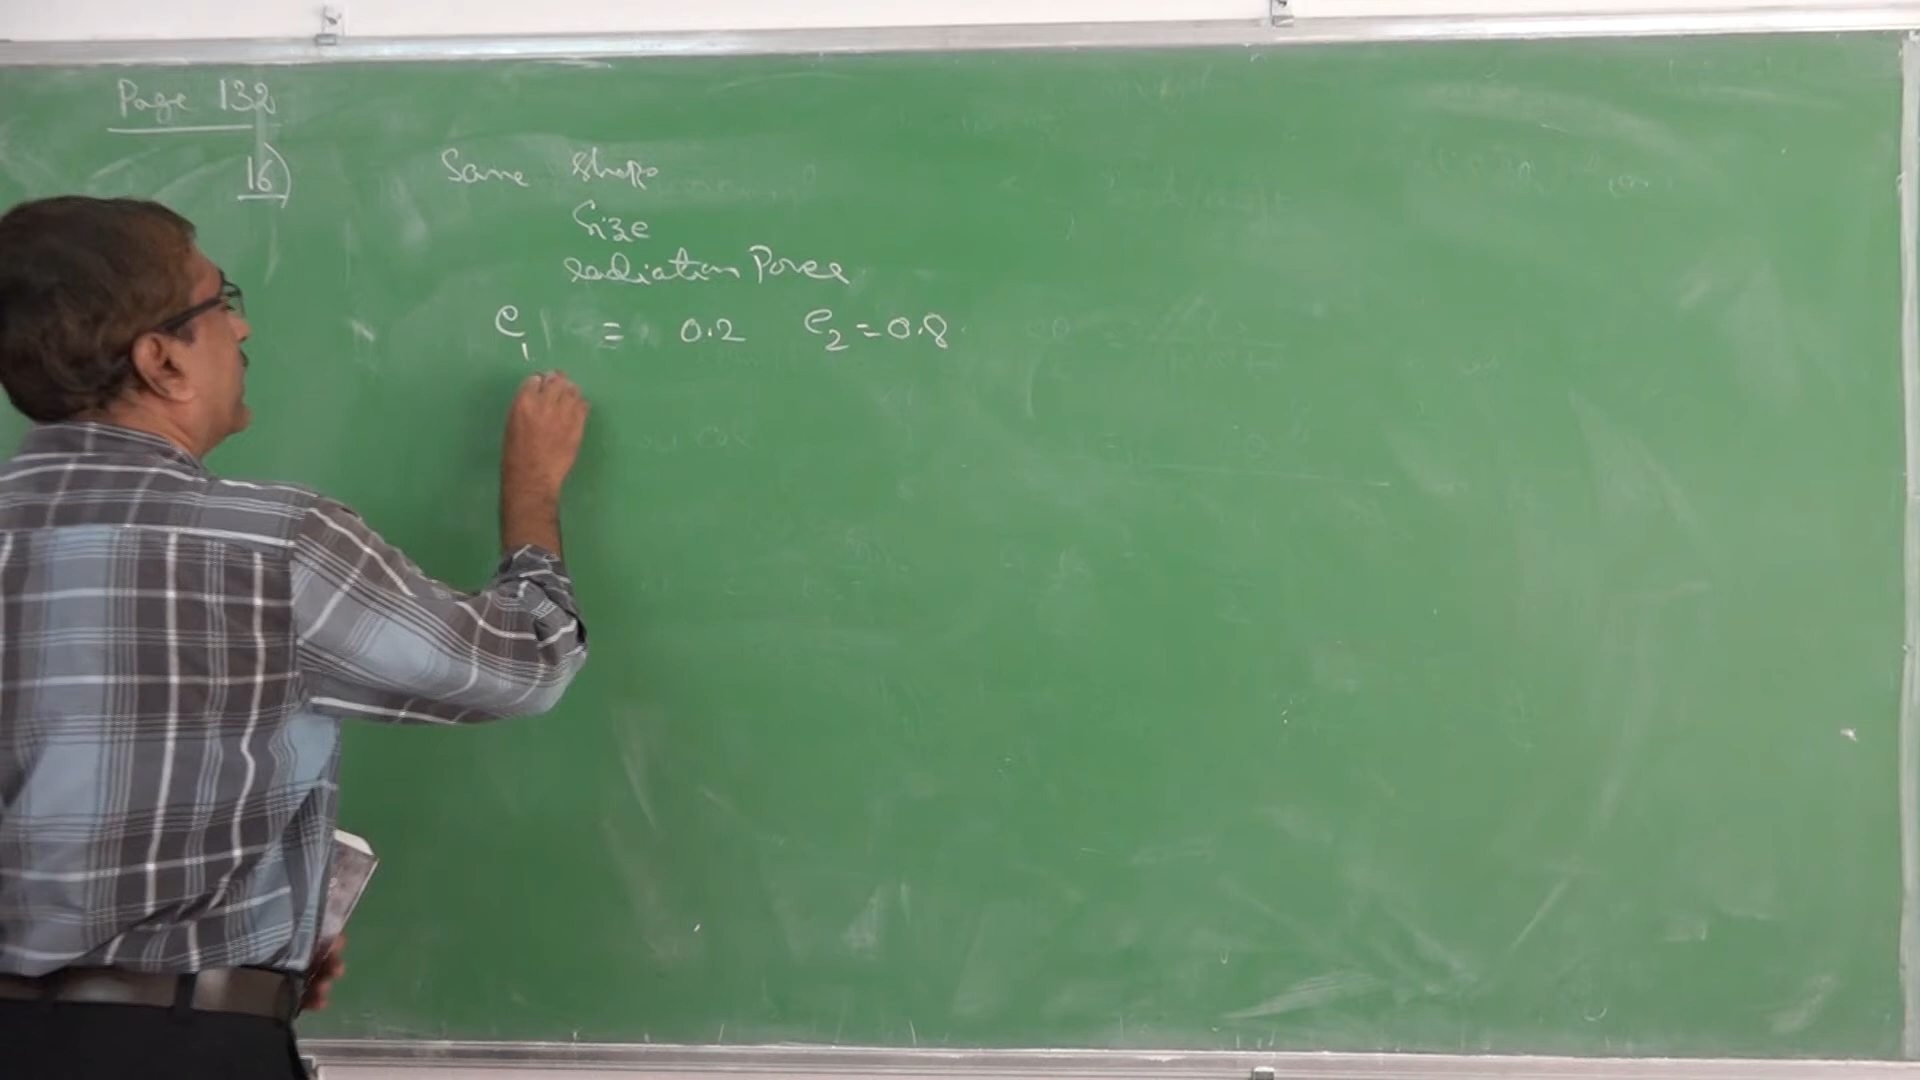 Page 132
16)
Same shape
Size
radiation Power
e₁ = 0.2 e₂ = 0.8